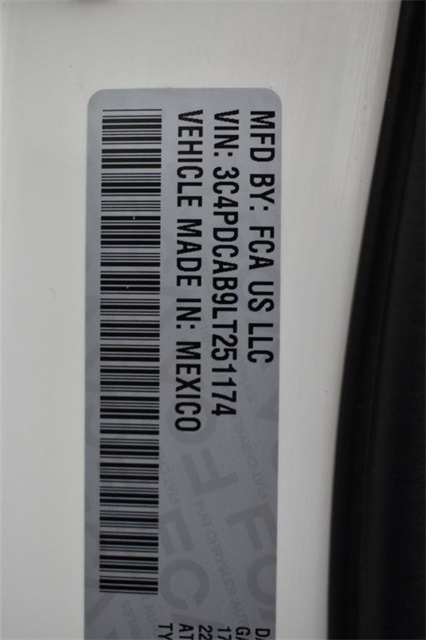 MFD BY: FCA US LLC
VIN: 3C4PDCAB9LT251174
VEHICLE MADE IN: MEXICO